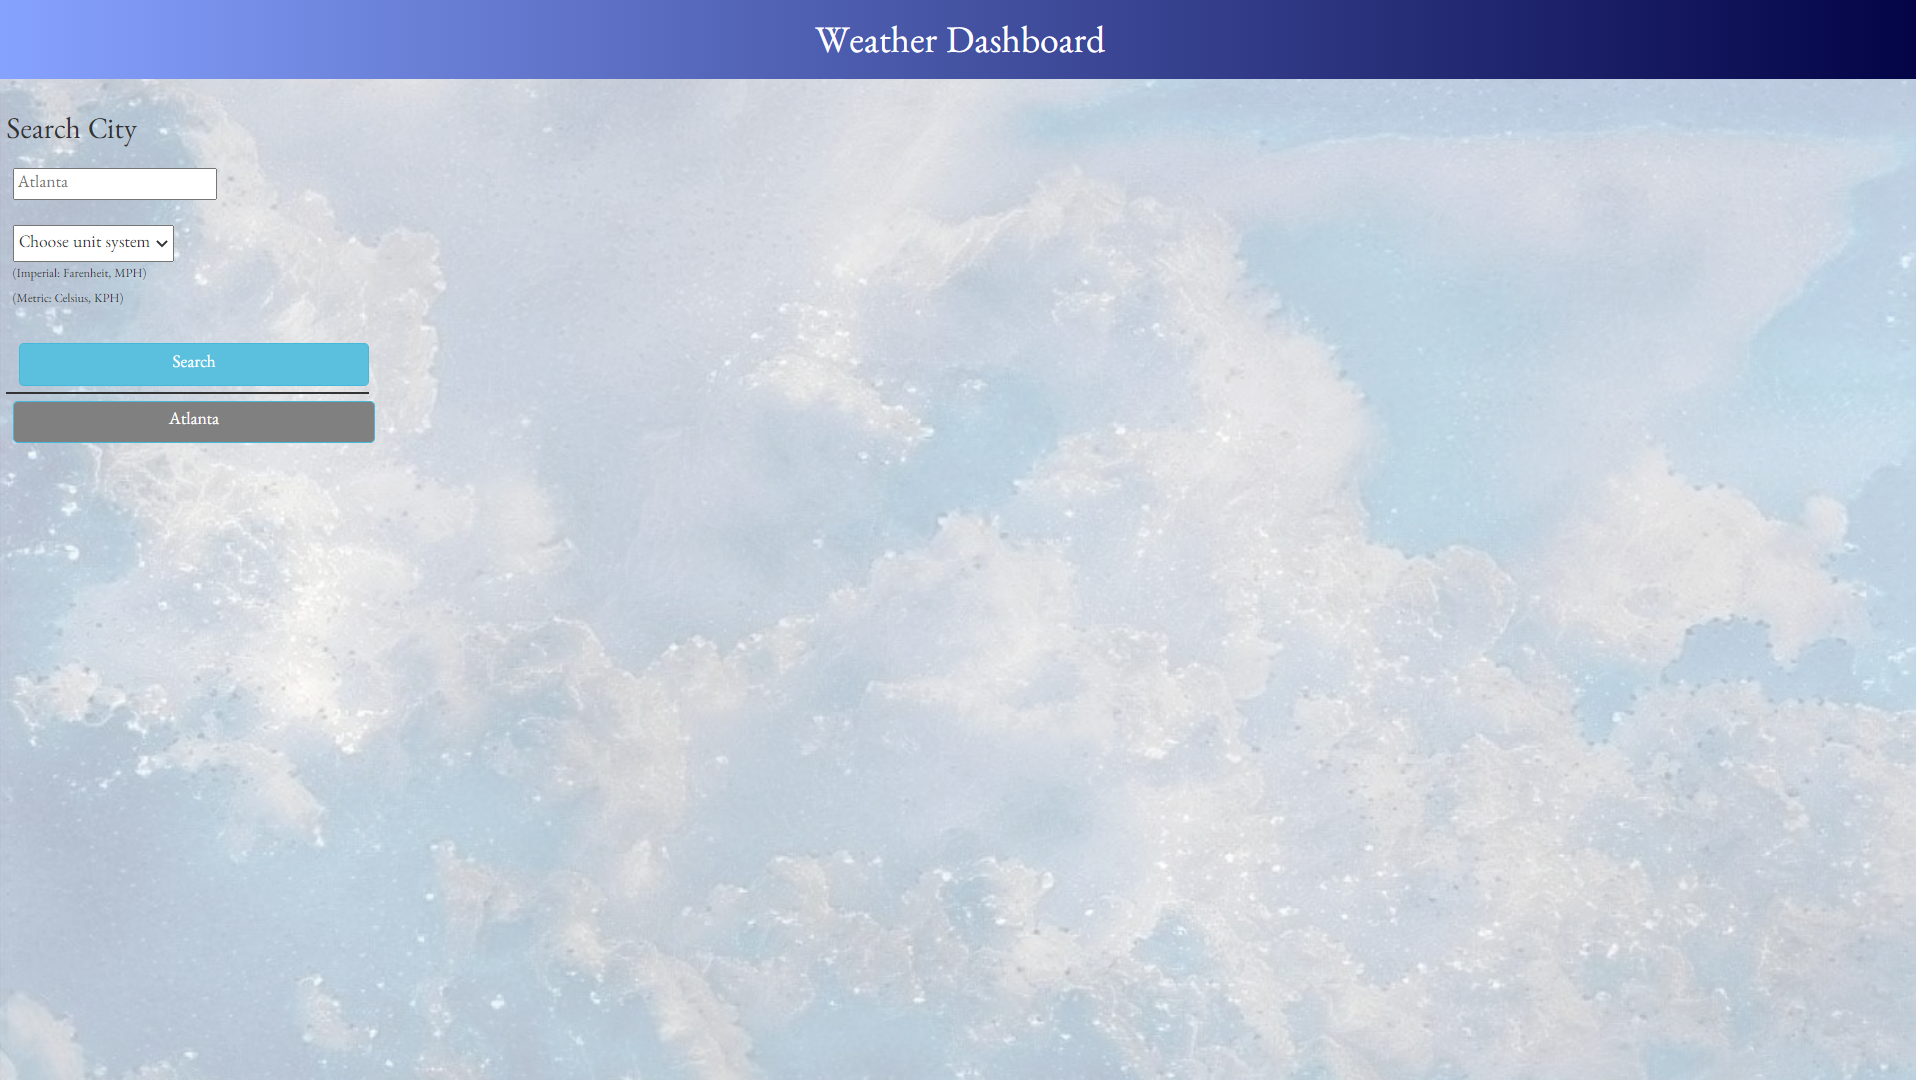 Weather Dashboard
Search City
Atlanta
Choose unit system
(Imperial: Farenheit, MPH)
(Metric: Celsius, KPH)
Search
Atlanta